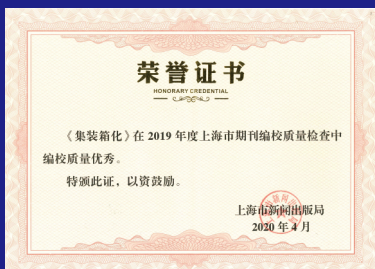 荣誉证书
HONORARY CREDENTIAL
《集装箱化》在 2019 年度上海市期刊编校质量检查中
编校质量优秀。
特颁此证，以资鼓励。
上海市新闻出版局
2020 年 4 月